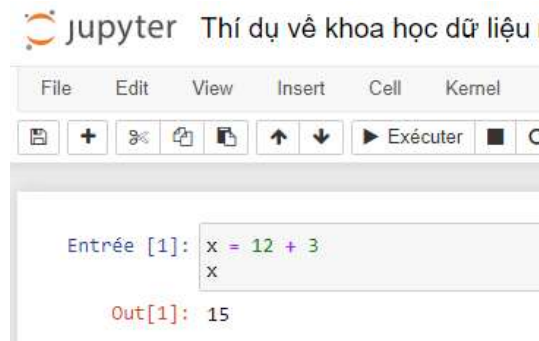 jupyter Thí dụ về khoa học dữ liệu
File Edit View Insert Cell Kernel
Exécuter
Entrée [1]: x = 12 + 3
x
Out[1]: 15